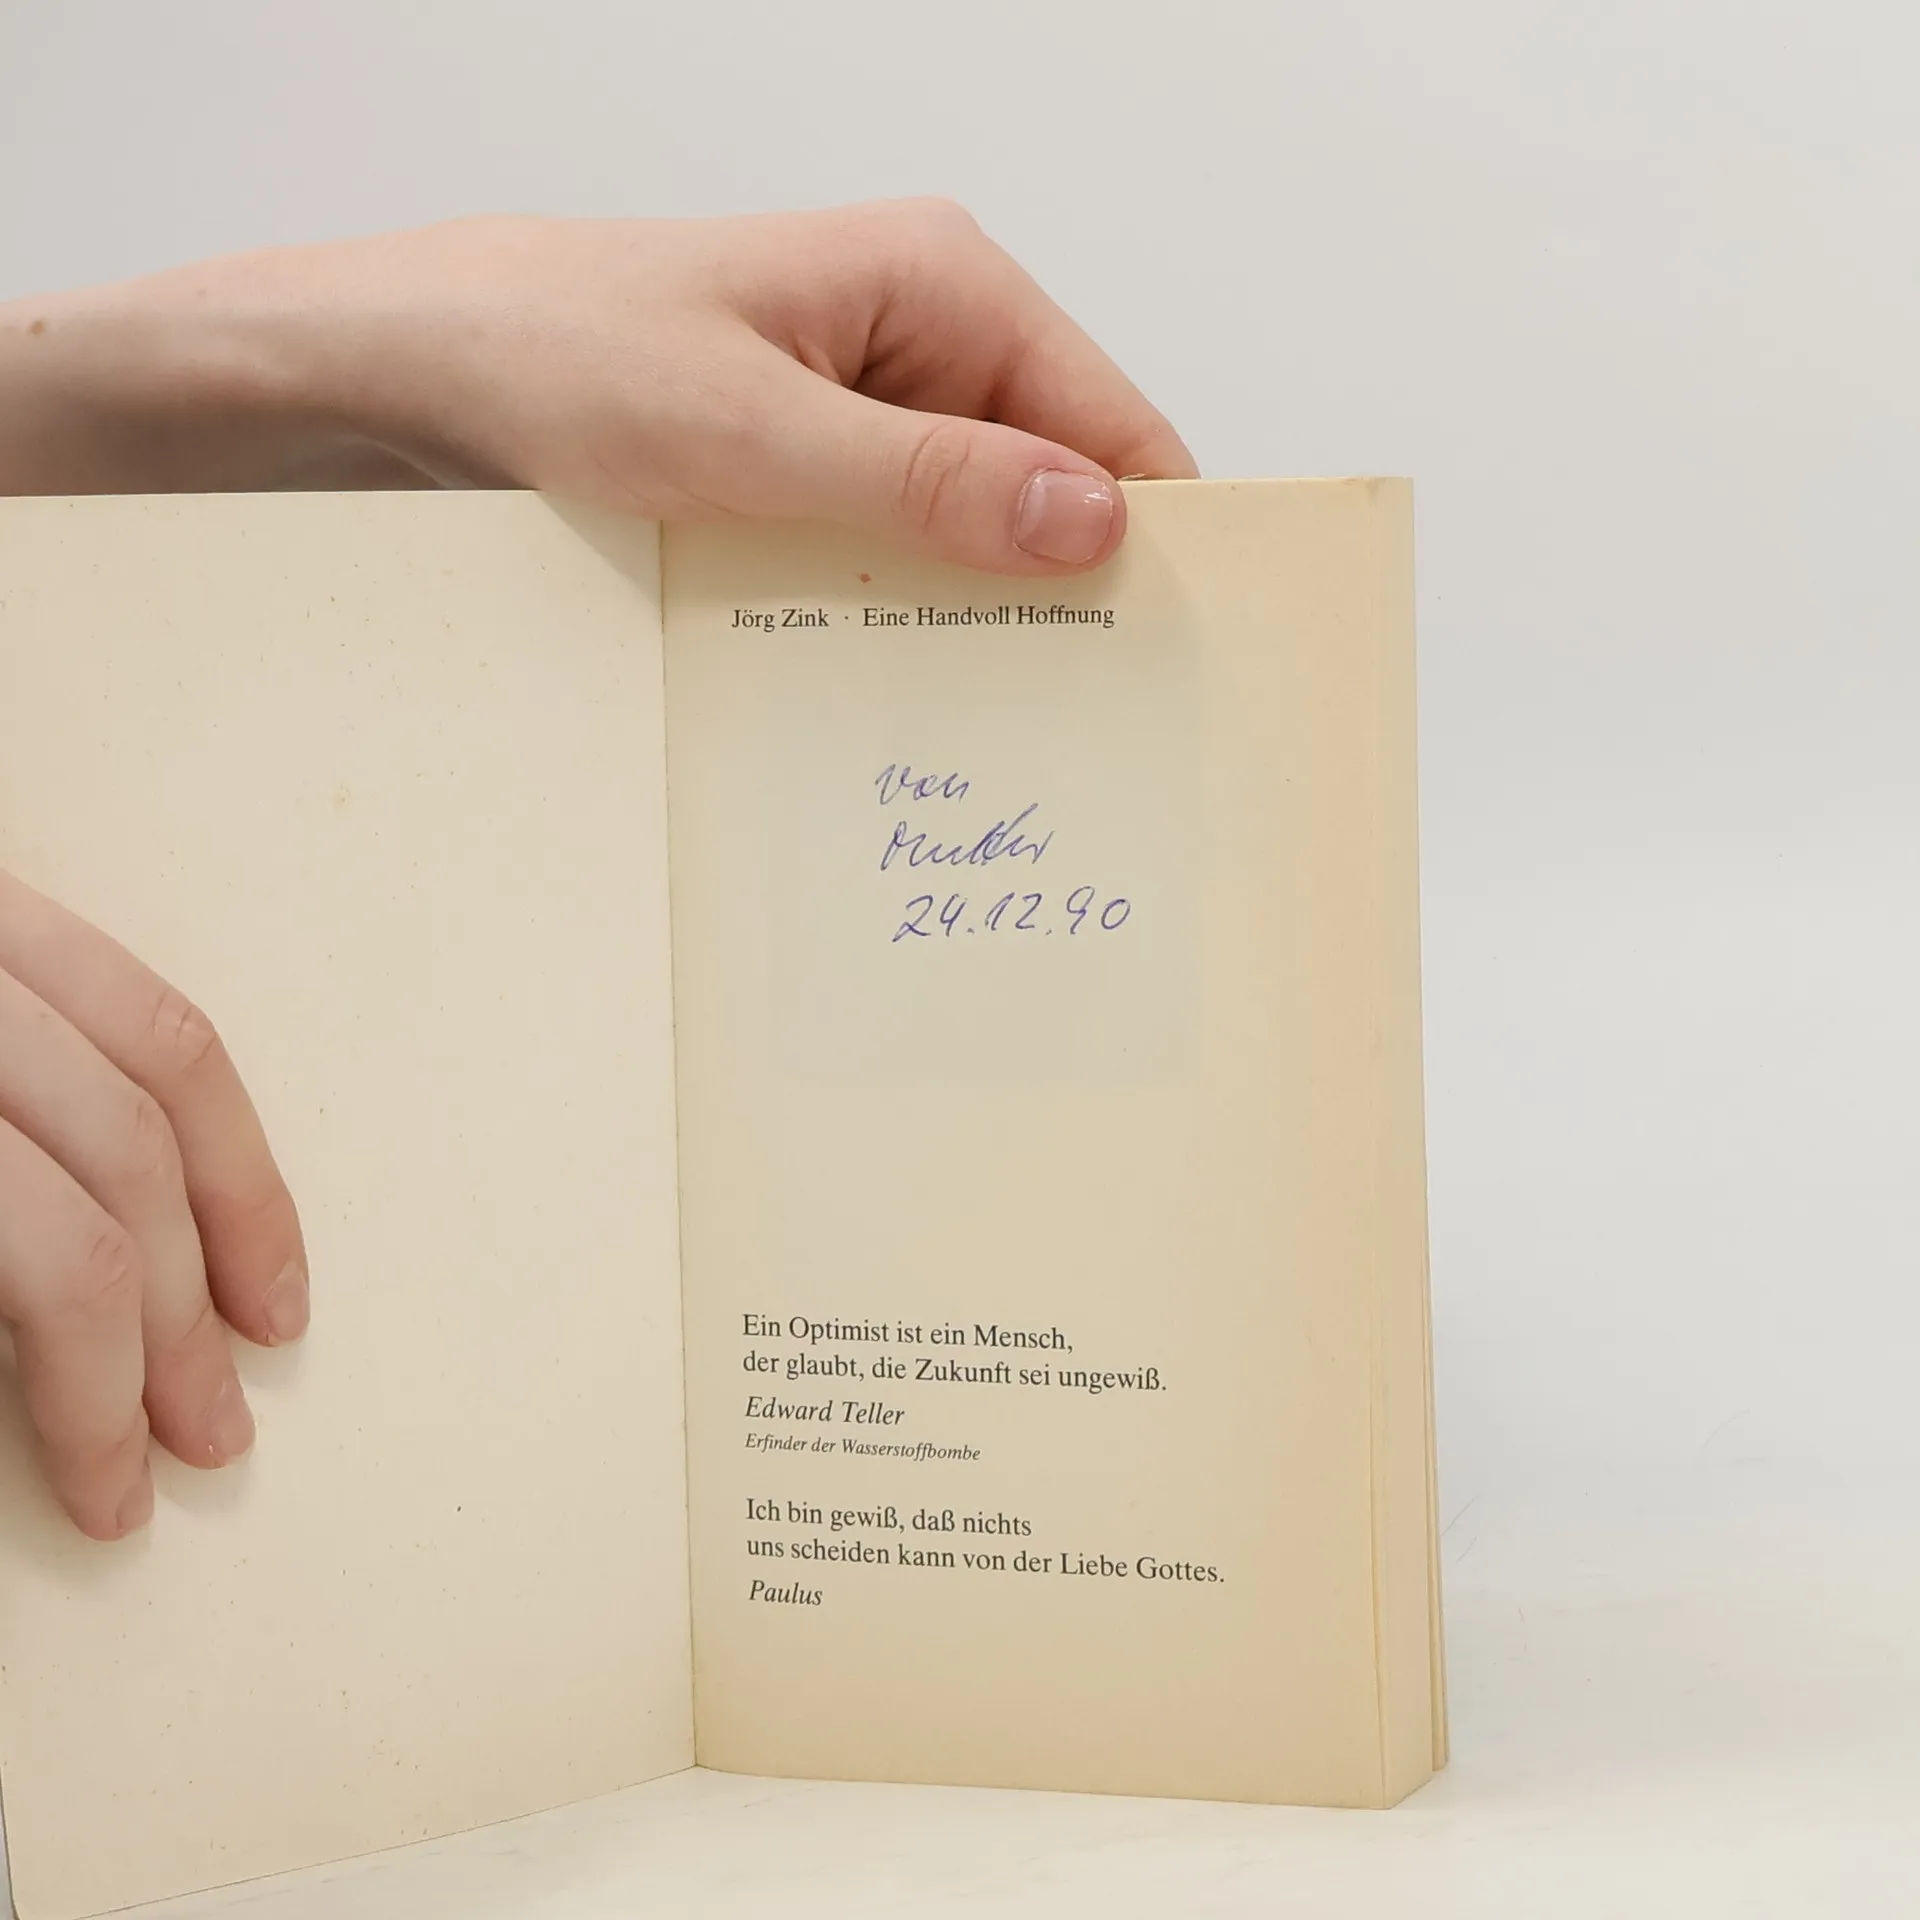 Jörg Zink · Eine Handvoll Hoffnung
von
Mutter
24.12.90
Ein Optimist ist ein Mensch,
der glaubt, die Zukunft sei ungewiß.
Edward Teller
Erfinder der Wasserstoffbombe
Ich bin gewiß, daß nichts
uns scheiden kann von der Liebe Gottes.
Paulus